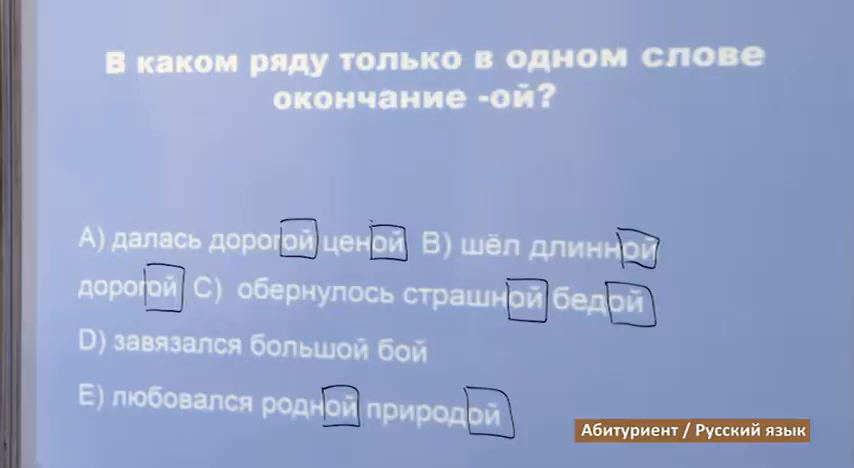 В каком ряду только в одном слове
окончание -ой?
А) далась дорогой ценой В) шёл длинной
дорогой С) обернулось страшной бедой
D) завязался большой бой
Е) любовался родной природой
Абитуриент / Русский язык